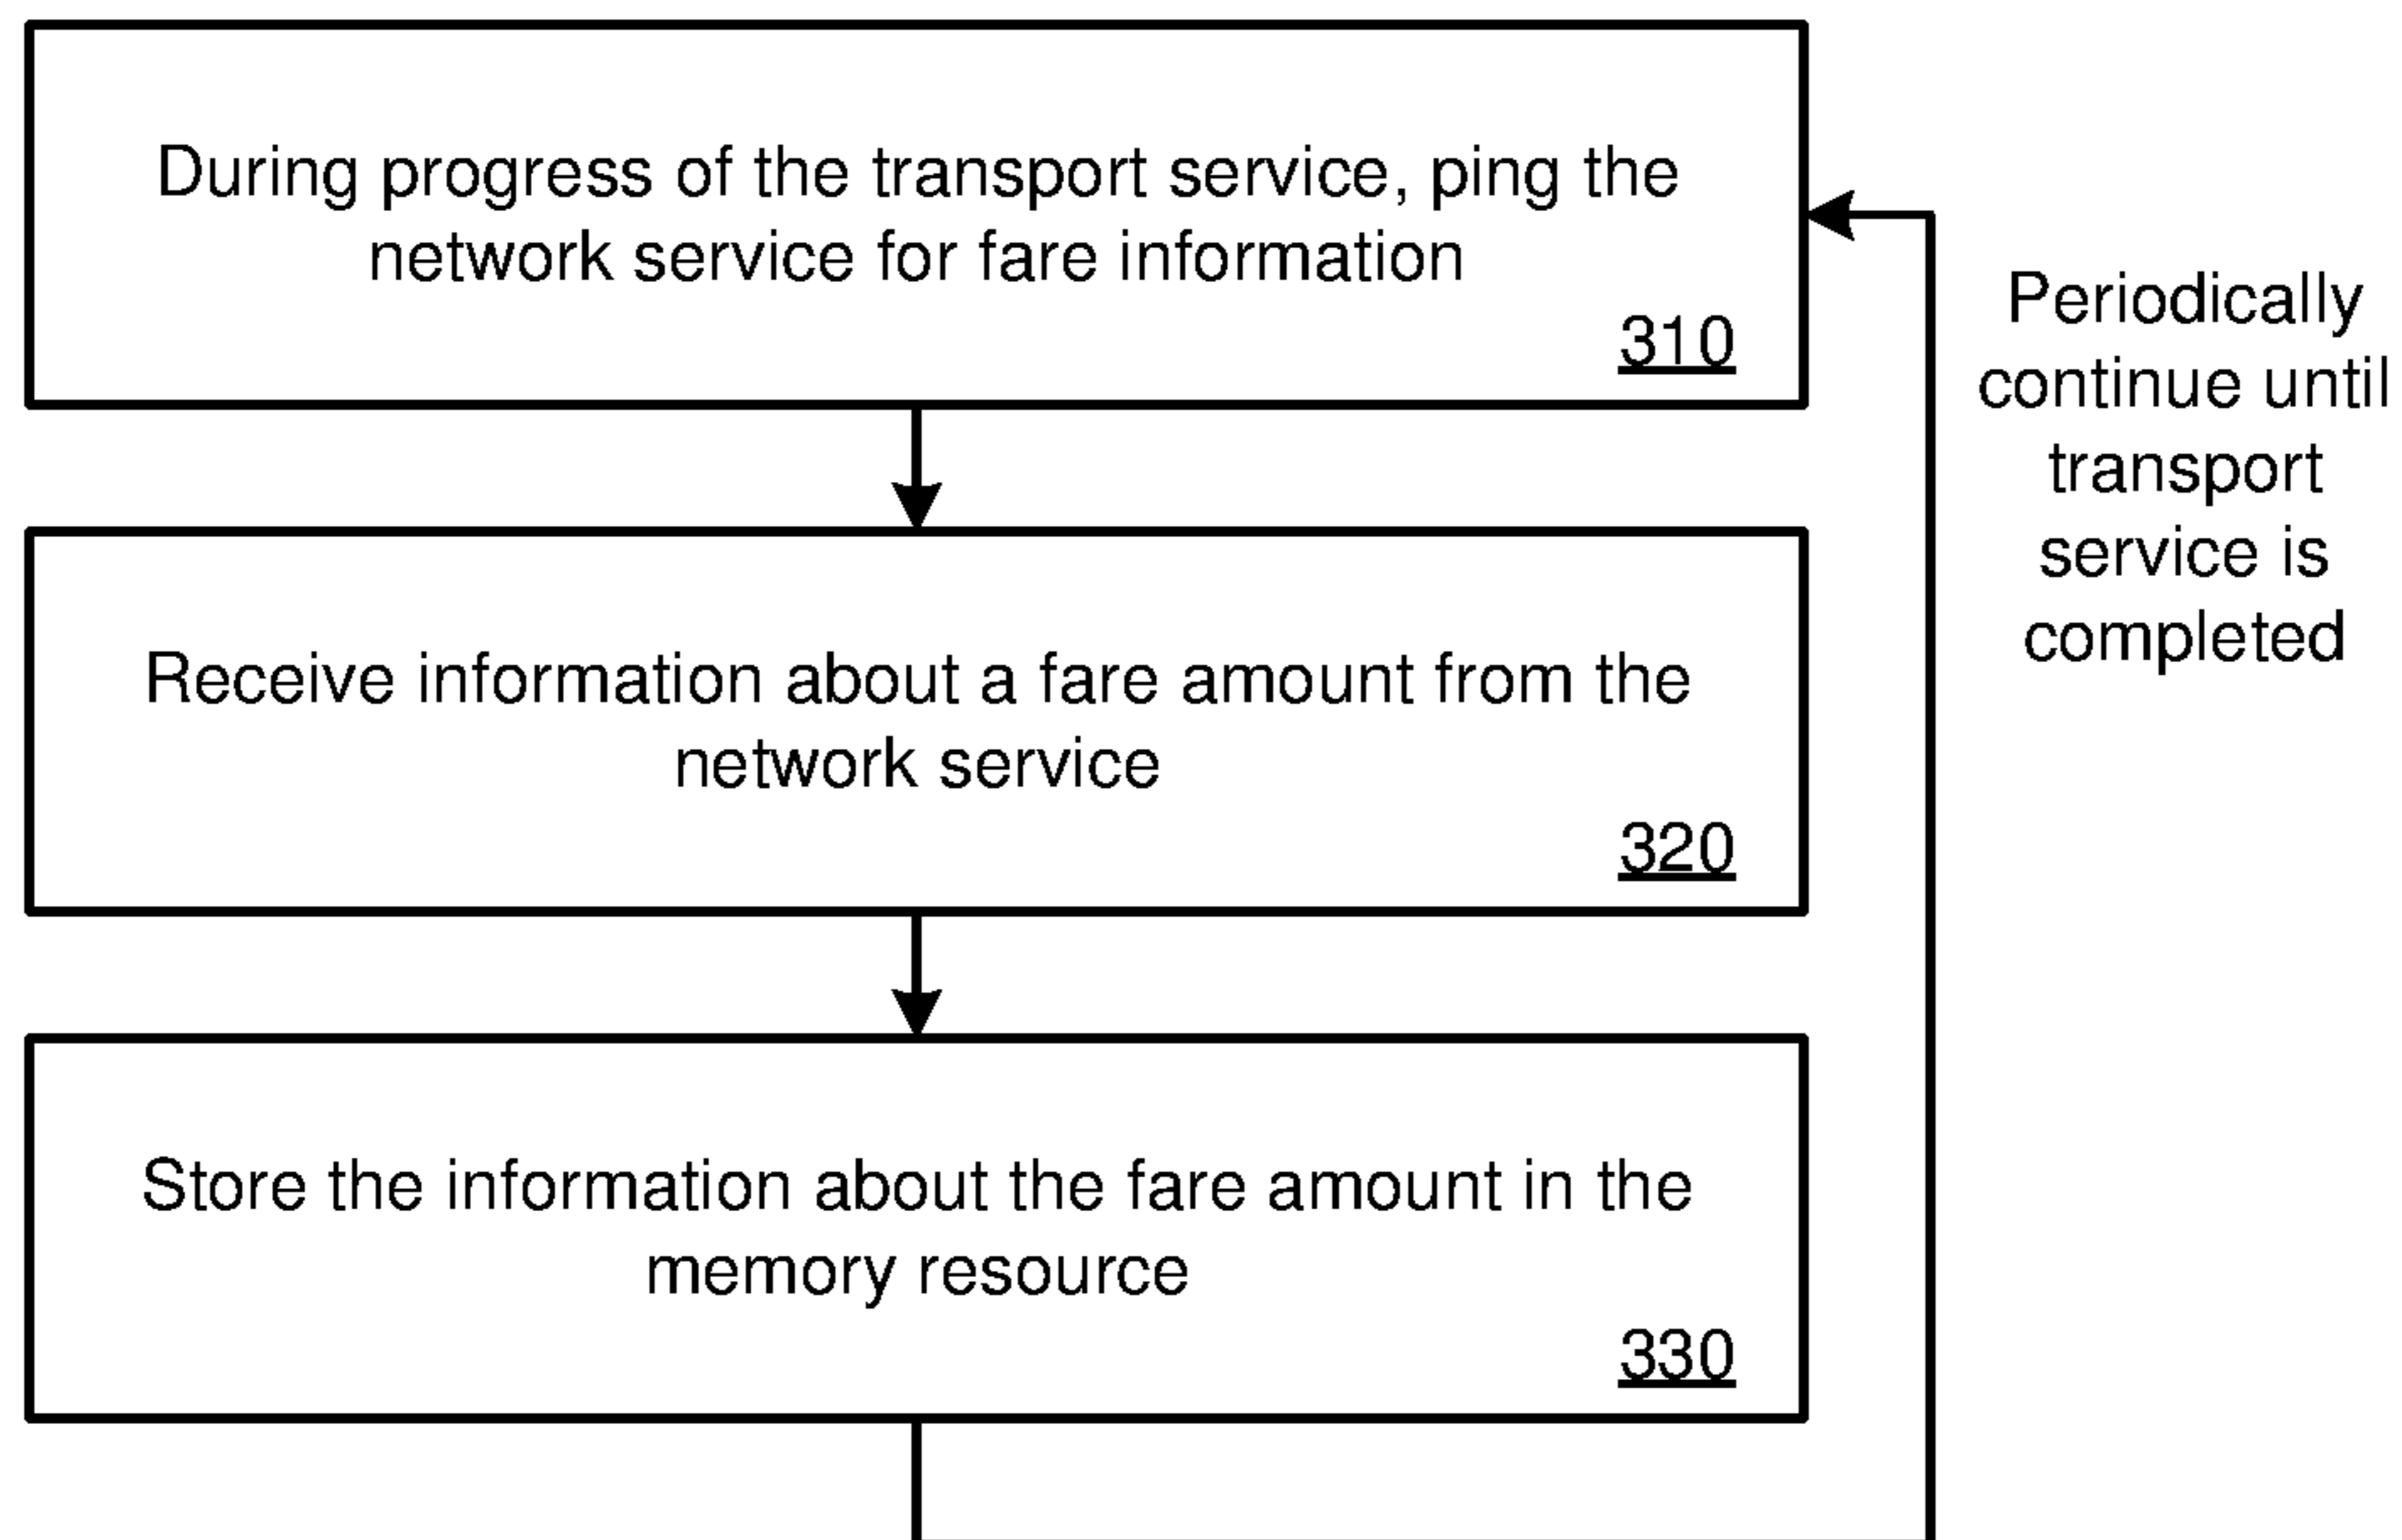 During progress of the transport service, ping the
network service for fare information
310
Periodically
continue until
transport
service is
completed
Receive information about a fare amount from the
network service
320
Store the information about the fare amount in the
memory resource
330